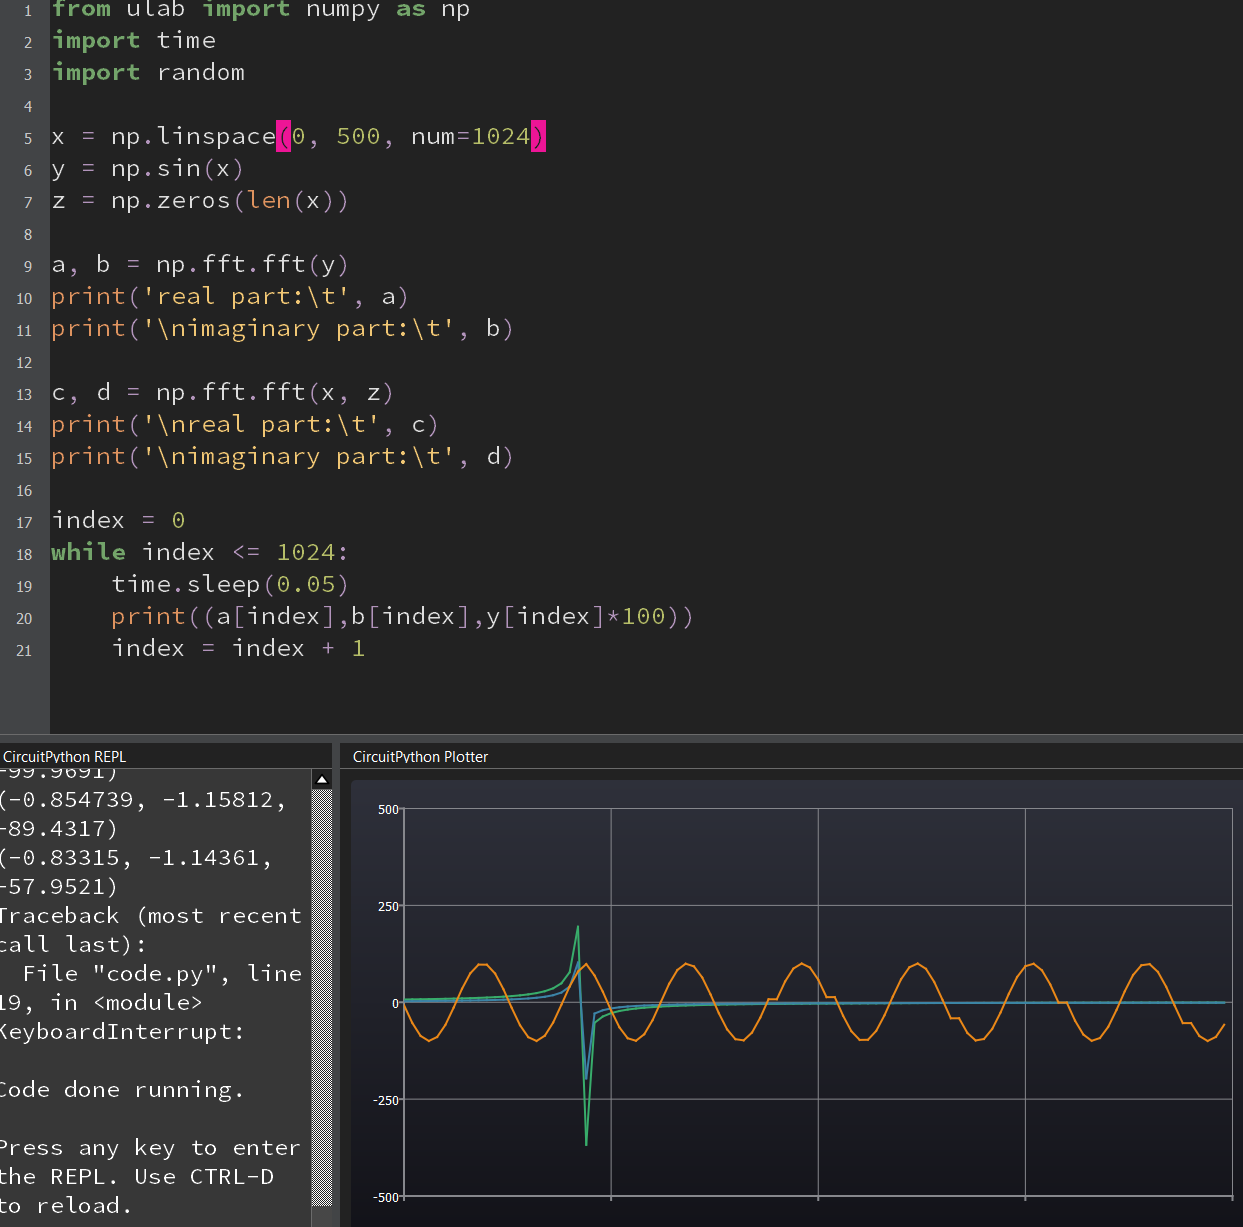 1 from ulab import numpy as np
2 import time
3 import random
4
5 x = np.linspace(0, 500, num=1024)
6 y = np.sin(x)
7 z = np.zeros(len(x))
8
9 a, b = np.fft.fft(y)
10 print('real part:\t', a)
11 print('\nimaginary part:\t', b)
12
13 c, d = np.fft.fft(x, z)
14 print('\nreal part:\t', c)
15 print('\nimaginary part:\t', d)
16
17 index = 0
18 while index <= 1024:
19     time.sleep(0.05)
20     print((a[index],b[index],y[index]*100))
21     index = index + 1
CircuitPython REPL
-99.9691)
(-0.854739, -1.15812,
-89.4317)
(-0.83315, -1.14361,
-57.9521)
Traceback (most recent
call last):
  File "code.py", line
19, in <module>
KeyboardInterrupt:
Code done running.
Press any key to enter
the REPL. Use CTRL-D
to reload.
CircuitPython Plotter
500
250
0
-250
-500